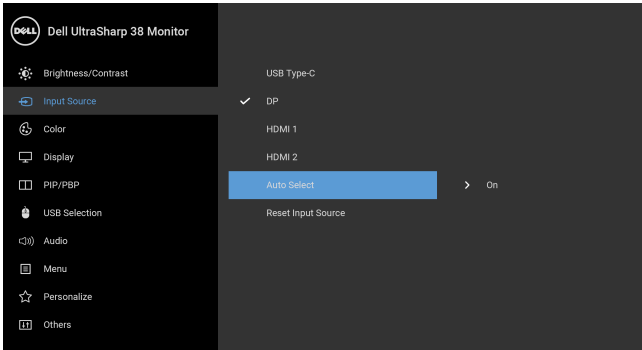 DELL Dell UltraSharp 38 Monitor
Brightness/Contrast
Input Source
Color
Display
PIP/PBP
USB Selection
Audio
Menu
Personalize
Others
USB Type-C
DP
HDMI 1
HDMI 2
Auto Select On
Reset Input Source